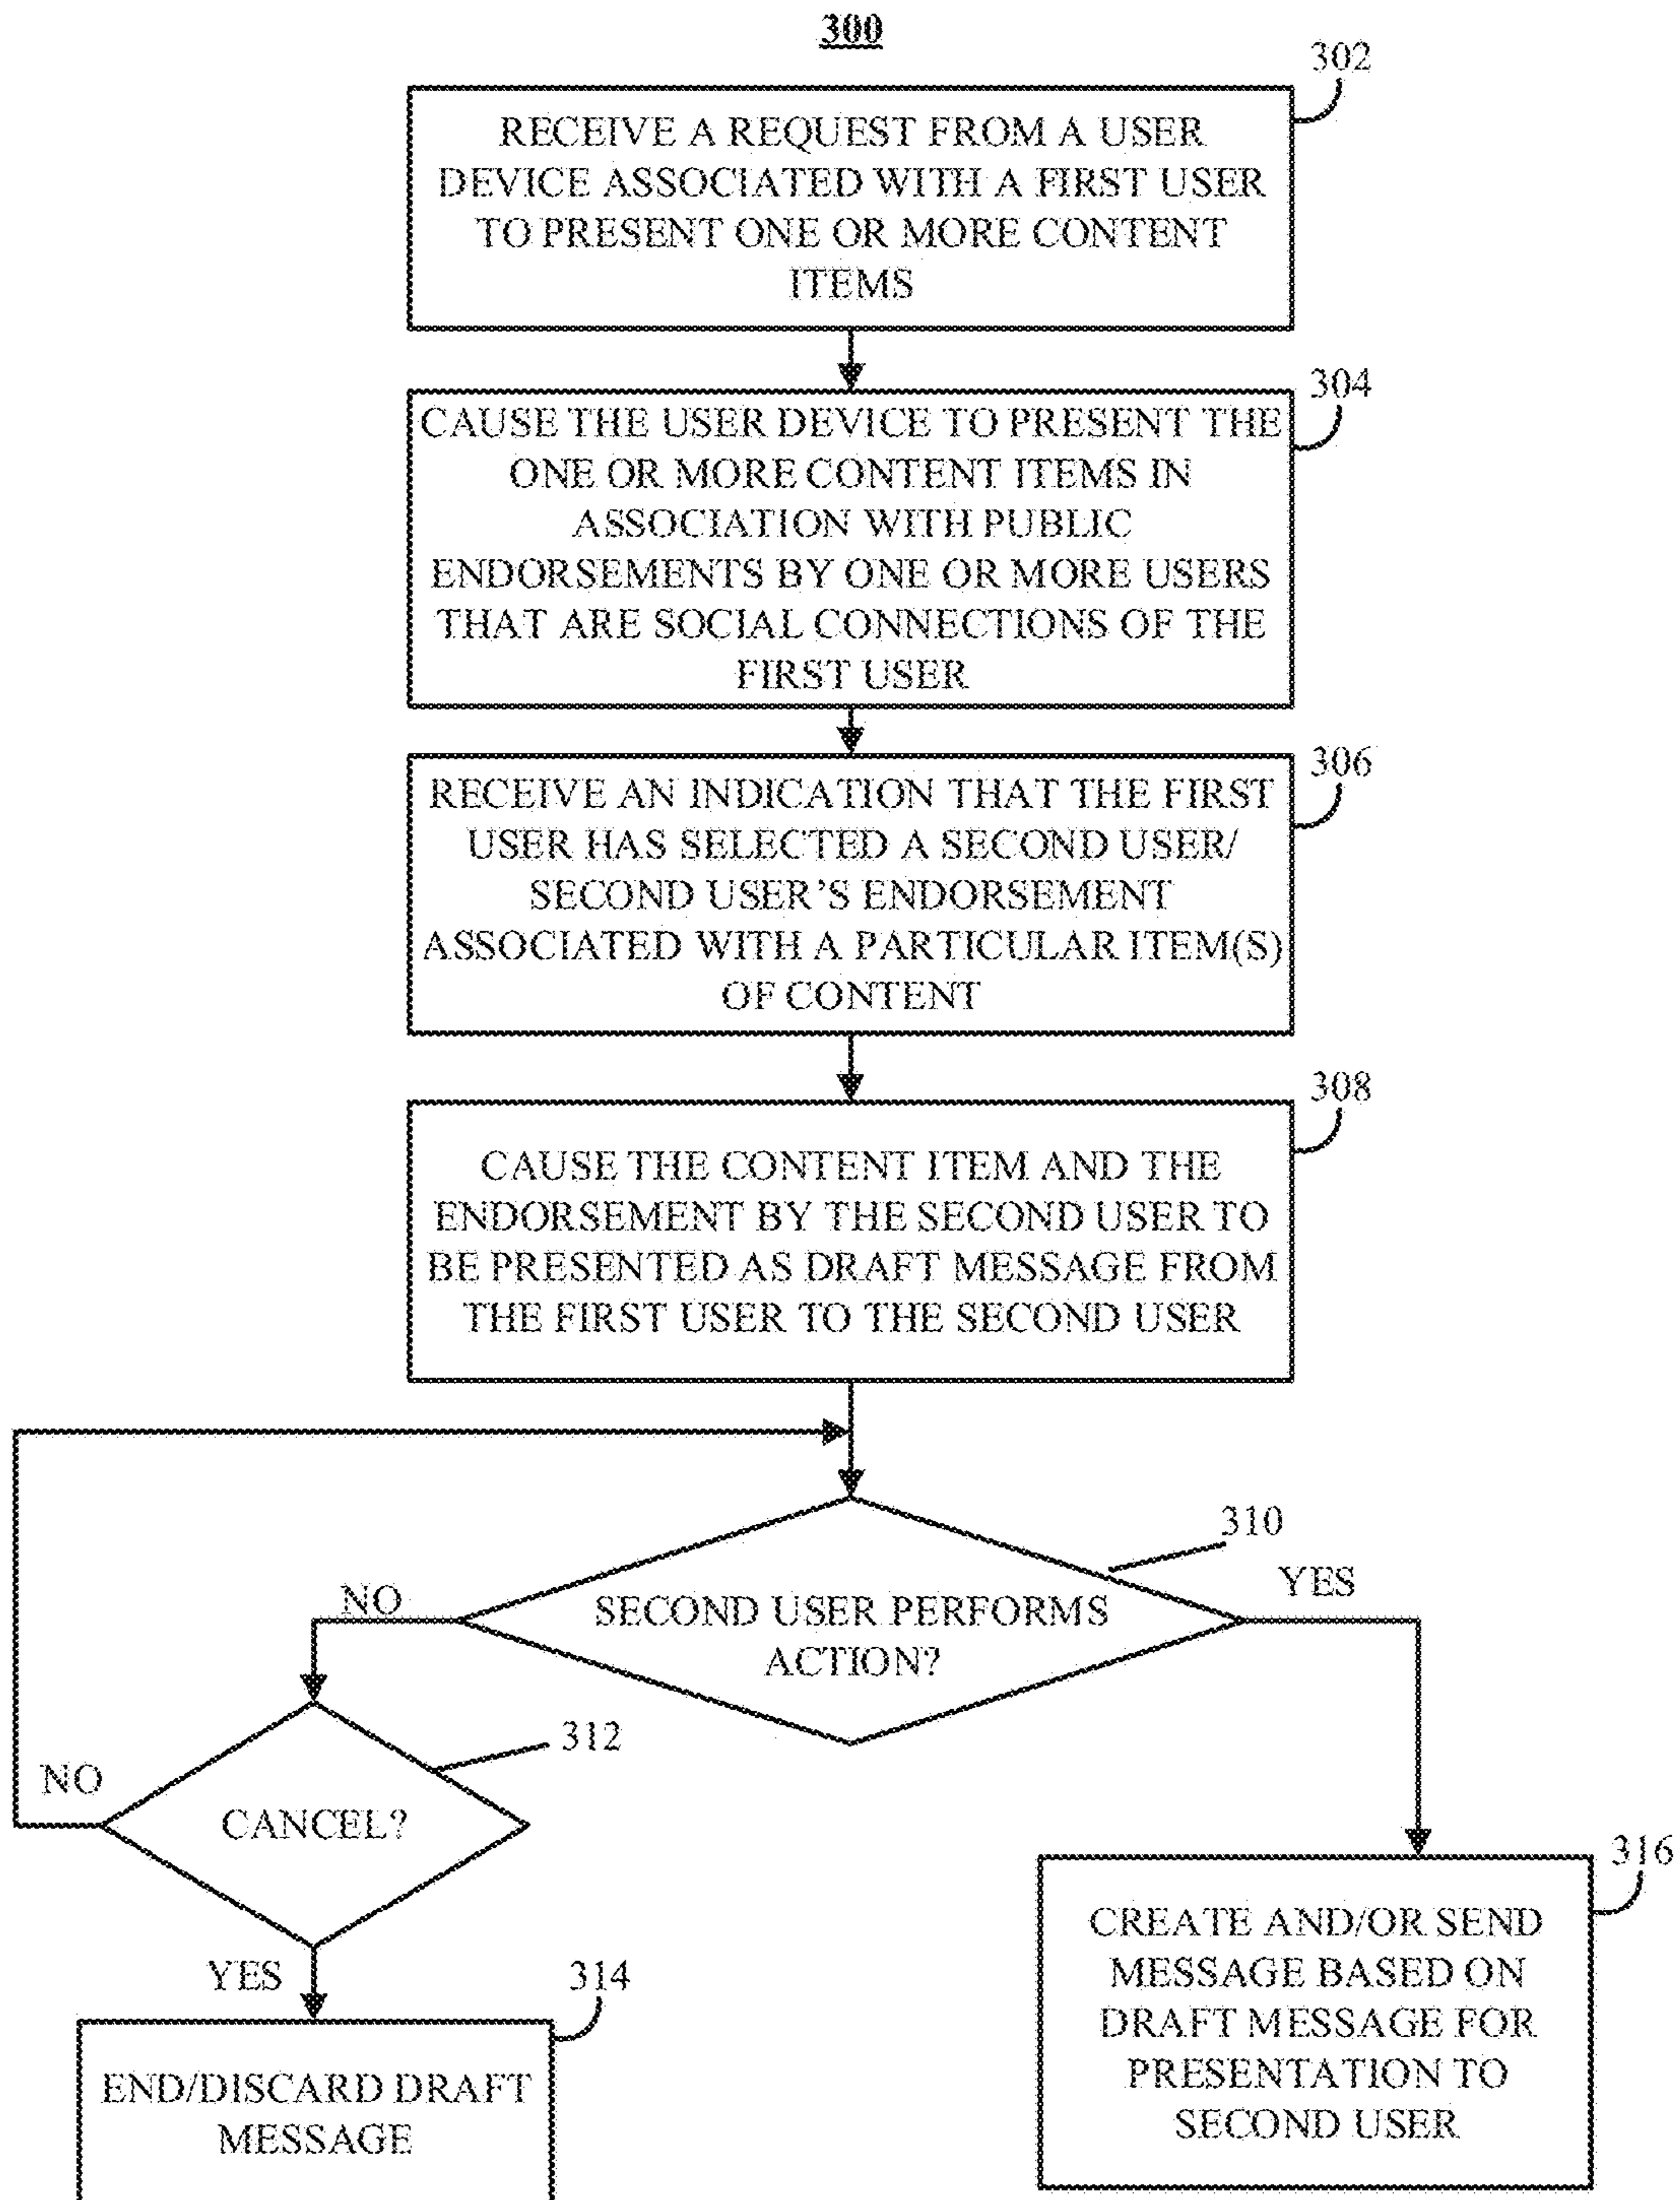 300
302
RECEIVE A REQUEST FROM A USER
DEVICE ASSOCIATED WITH A FIRST USER
TO PRESENT ONE OR MORE CONTENT
ITEMS
304
CAUSE THE USER DEVICE TO PRESENT THE
ONE OR MORE CONTENT ITEMS IN
ASSOCIATION WITH PUBLIC
ENDORSEMENTS BY ONE OR MORE USERS
THAT ARE SOCIAL CONNECTIONS OF THE
FIRST USER
306
RECEIVE AN INDICATION THAT THE FIRST
USER HAS SELECTED A SECOND USER/
SECOND USER’S ENDORSEMENT
ASSOCIATED WITH A PARTICULAR ITEM(S)
OF CONTENT
308
CAUSE THE CONTENT ITEM AND THE
ENDORSEMENT BY THE SECOND USER TO
BE PRESENTED AS DRAFT MESSAGE FROM
THE FIRST USER TO THE SECOND USER
310
NO
YES
SECOND USER PERFORMS
ACTION?
312
NO
CANCEL?
YES
314
END/DISCARD DRAFT
MESSAGE
316
CREATE AND/OR SEND
MESSAGE BASED ON
DRAFT MESSAGE FOR
PRESENTATION TO
SECOND USER